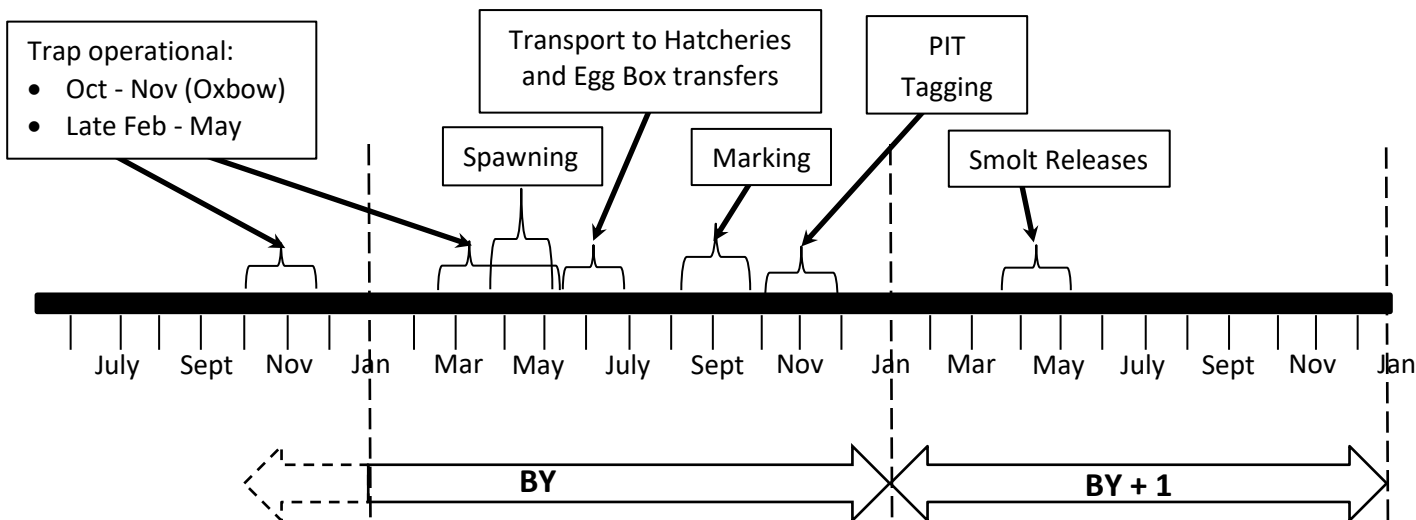 Trap operational:
• Oct - Nov (Oxbow)
• Late Feb - May
Transport to Hatcheries
and Egg Box transfers
PIT
Tagging
Spawning
Marking
Smolt Releases
July Sept Nov Jan Mar May July Sept Nov Jan Mar May July Sept Nov Jan
BY
BY + 1